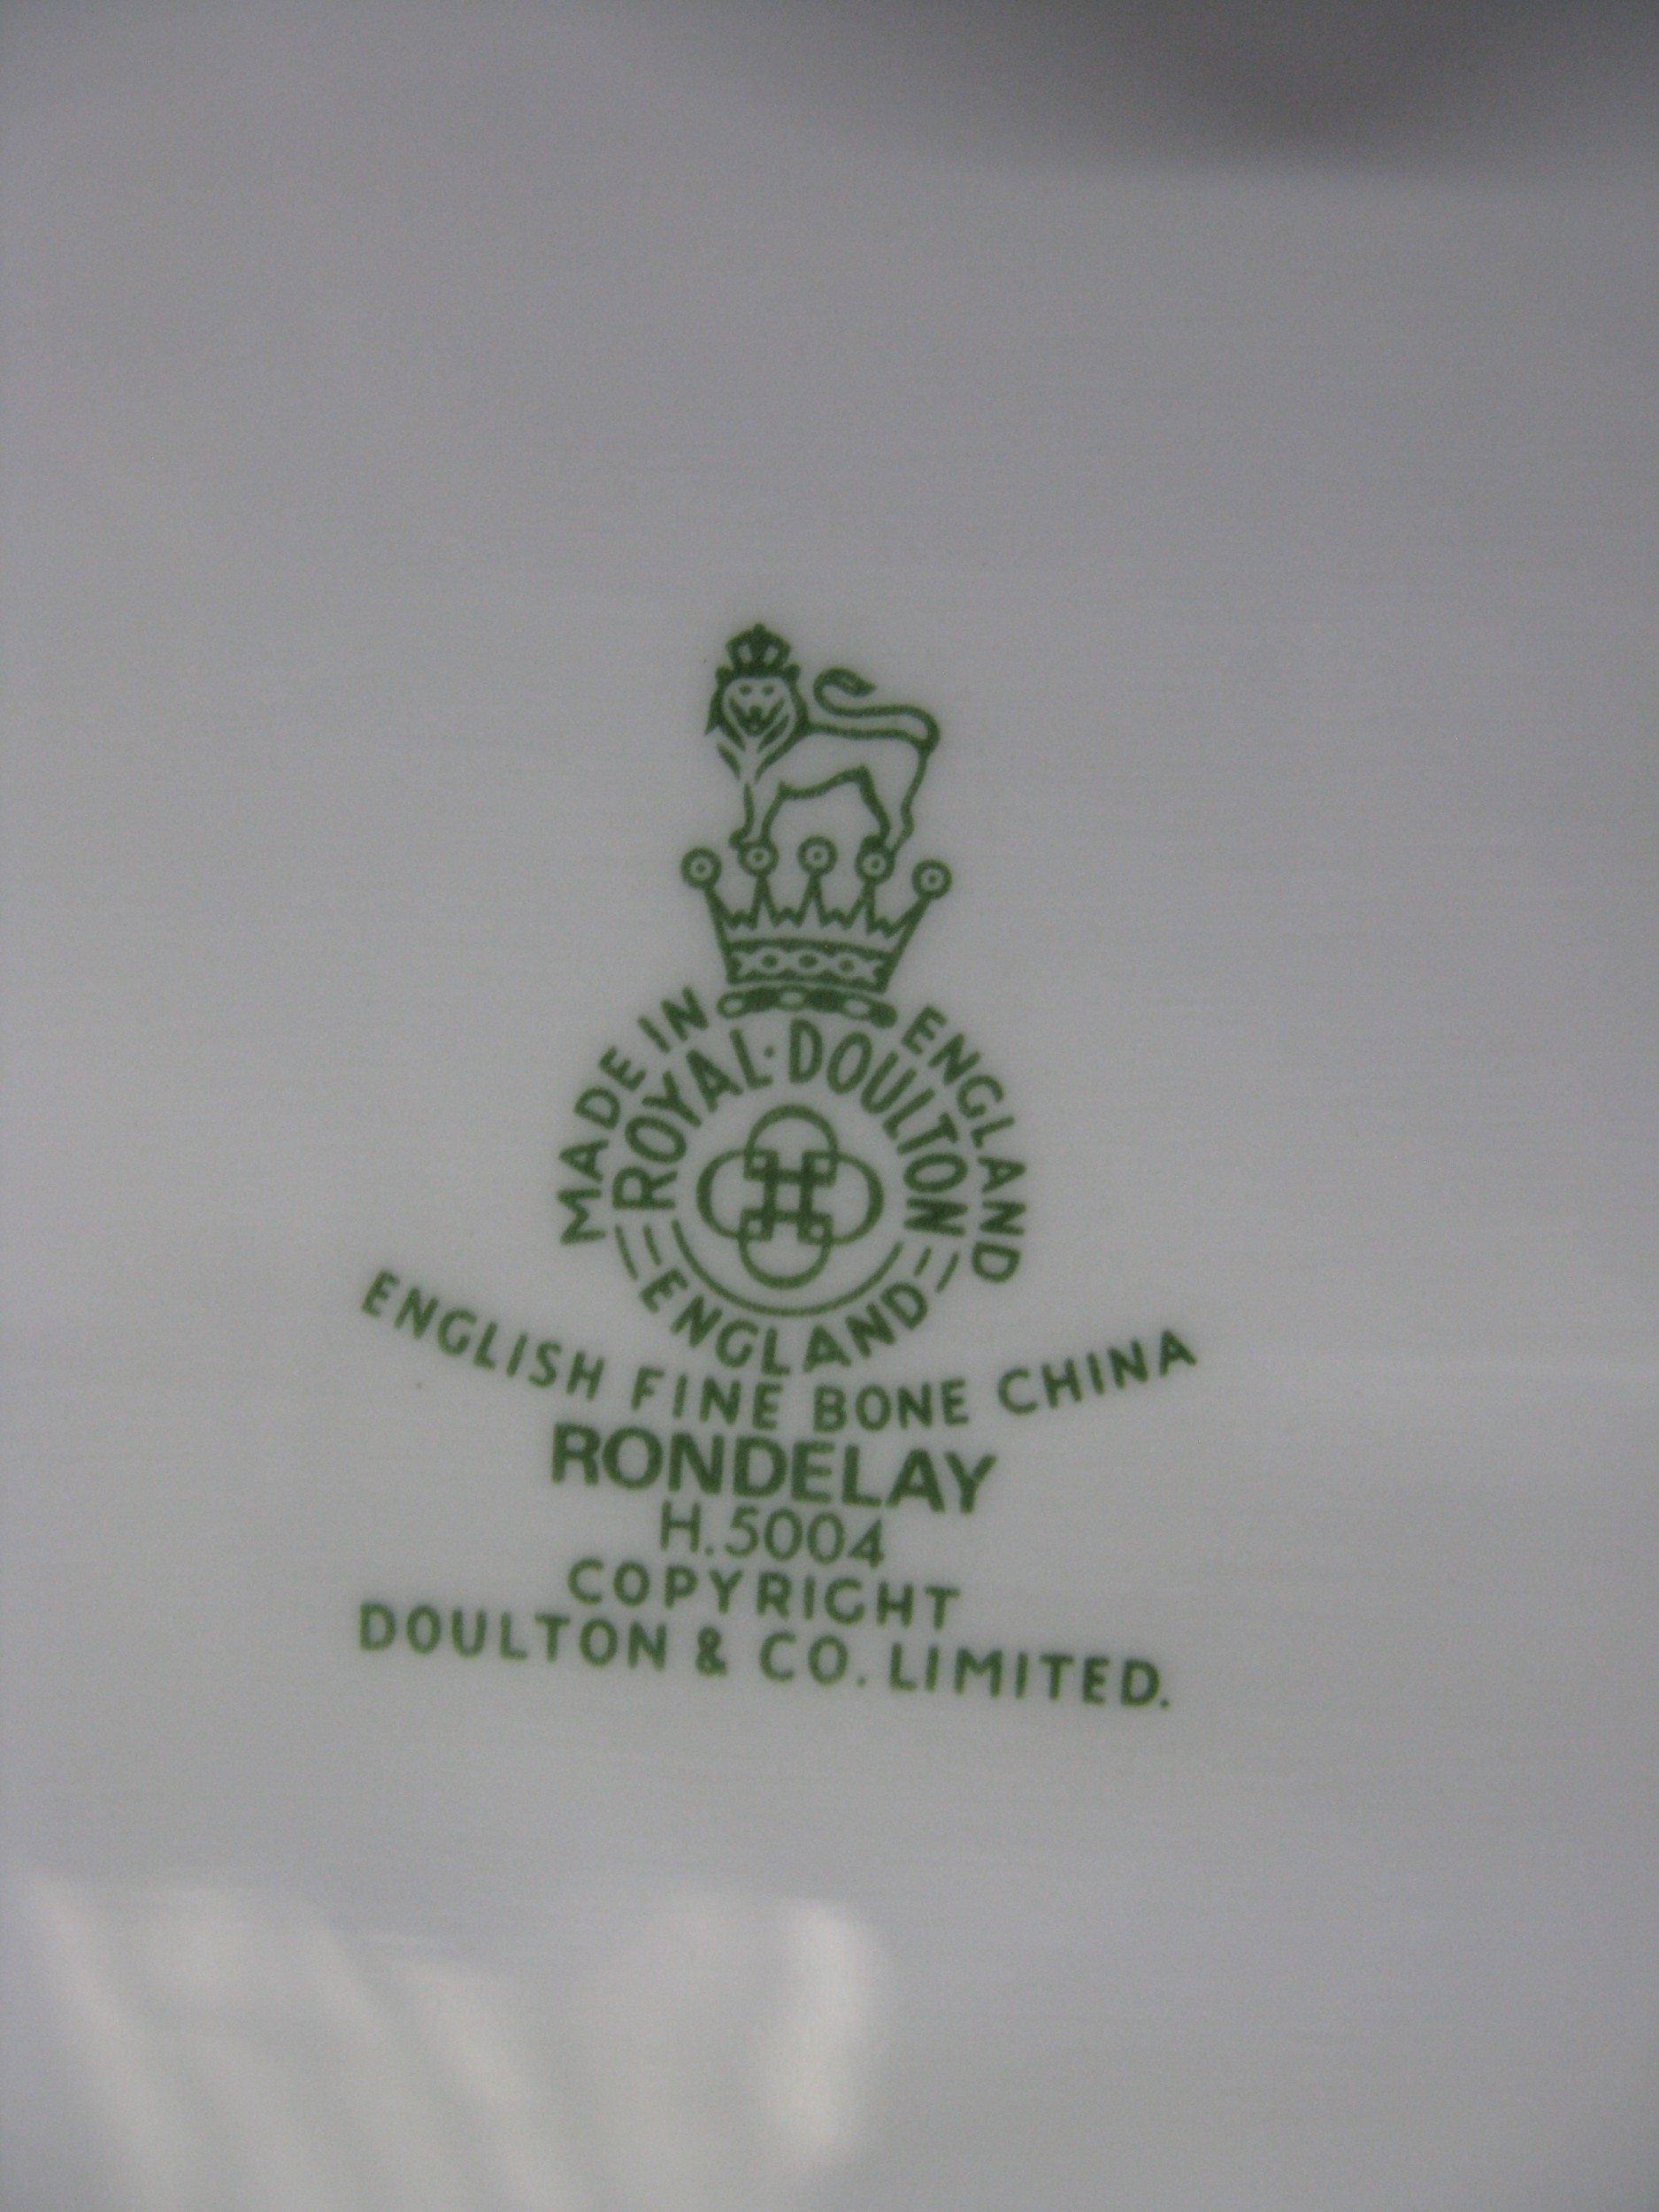 MADE IN ENGLAND
ROYAL·DOULTON
ENGLAND
ENGLISH FINE BONE CHINA
RONDELAY
H.5004
COPYRIGHT
DOULTON & CO. LIMITED.